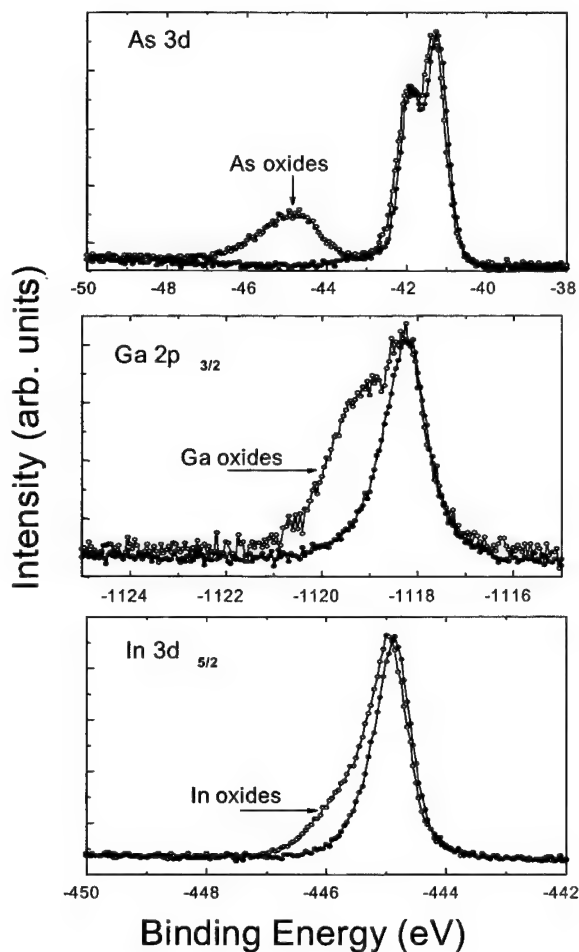 As 3d
As oxides
-50 -48 -46 -44 -42 -40 -38
Ga 2p 3/2
Ga oxides
-1124 -1122 -1120 -1118 -1116
In 3d 5/2
In oxides
-450 -448 -446 -444 -442
Intensity (arb. units)
Binding Energy (eV)